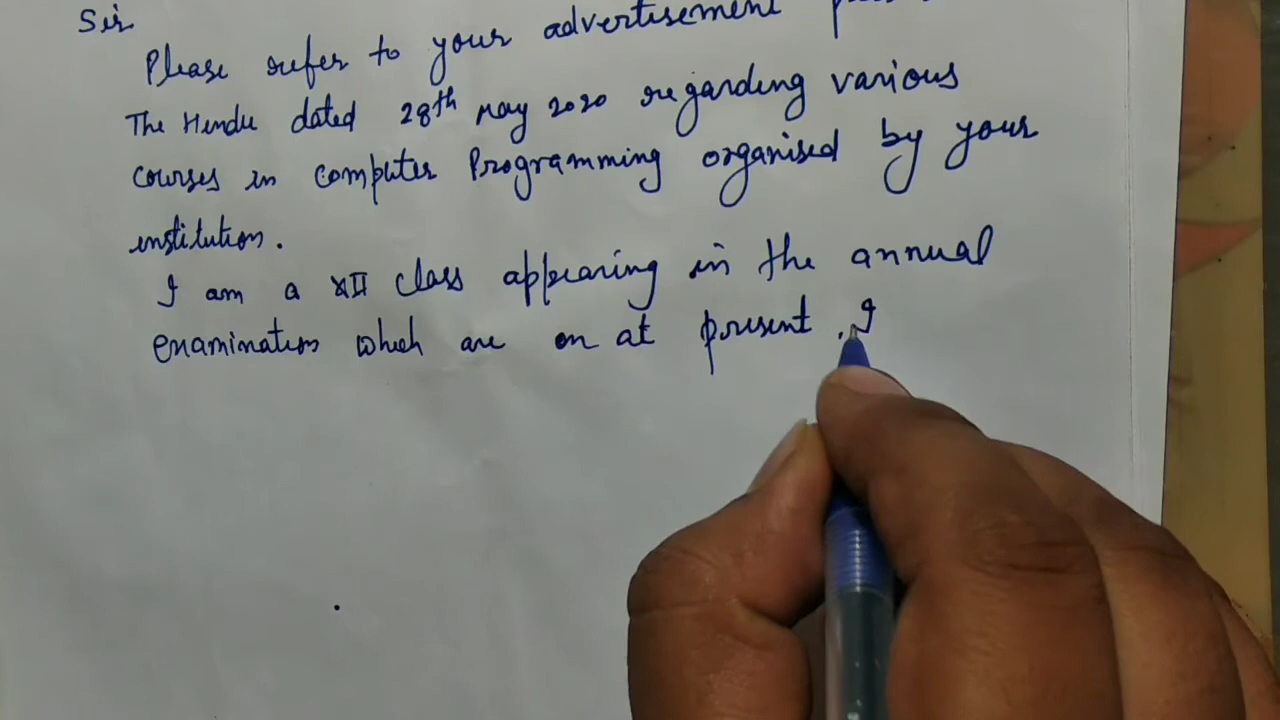 Sir
Please refer to your advertisement
The Hindu dated 28th may 2020 regarding various
courses in computer Programming organised by your
institution.
I am a XII class appearing in the annual
examinations which are on at present . I